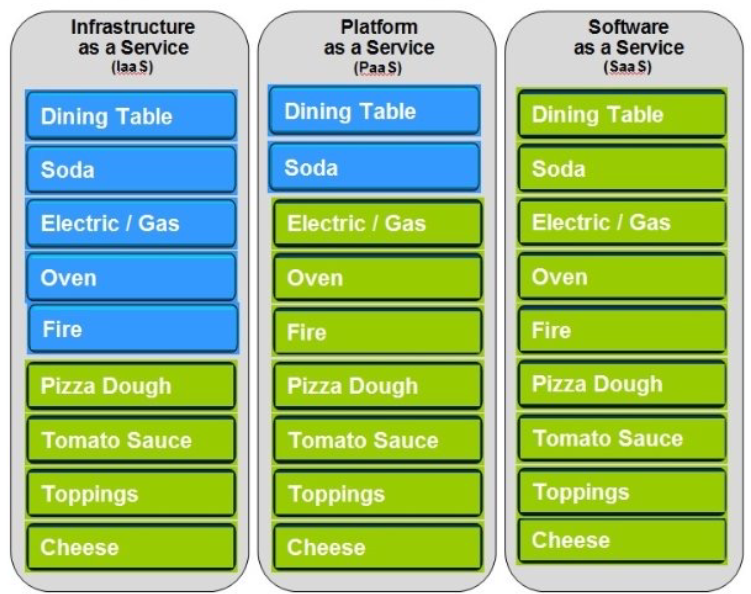 Infrastructure
as a Service
(IaaS)
Dining Table
Soda
Electric / Gas
Oven
Fire
Pizza Dough
Tomato Sauce
Toppings
Cheese
Platform
as a Service
(PaaS)
Dining Table
Soda
Electric / Gas
Oven
Fire
Pizza Dough
Tomato Sauce
Toppings
Cheese
Software
as a Service
(SaaS)
Dining Table
Soda
Electric / Gas
Oven
Fire
Pizza Dough
Tomato Sauce
Toppings
Cheese